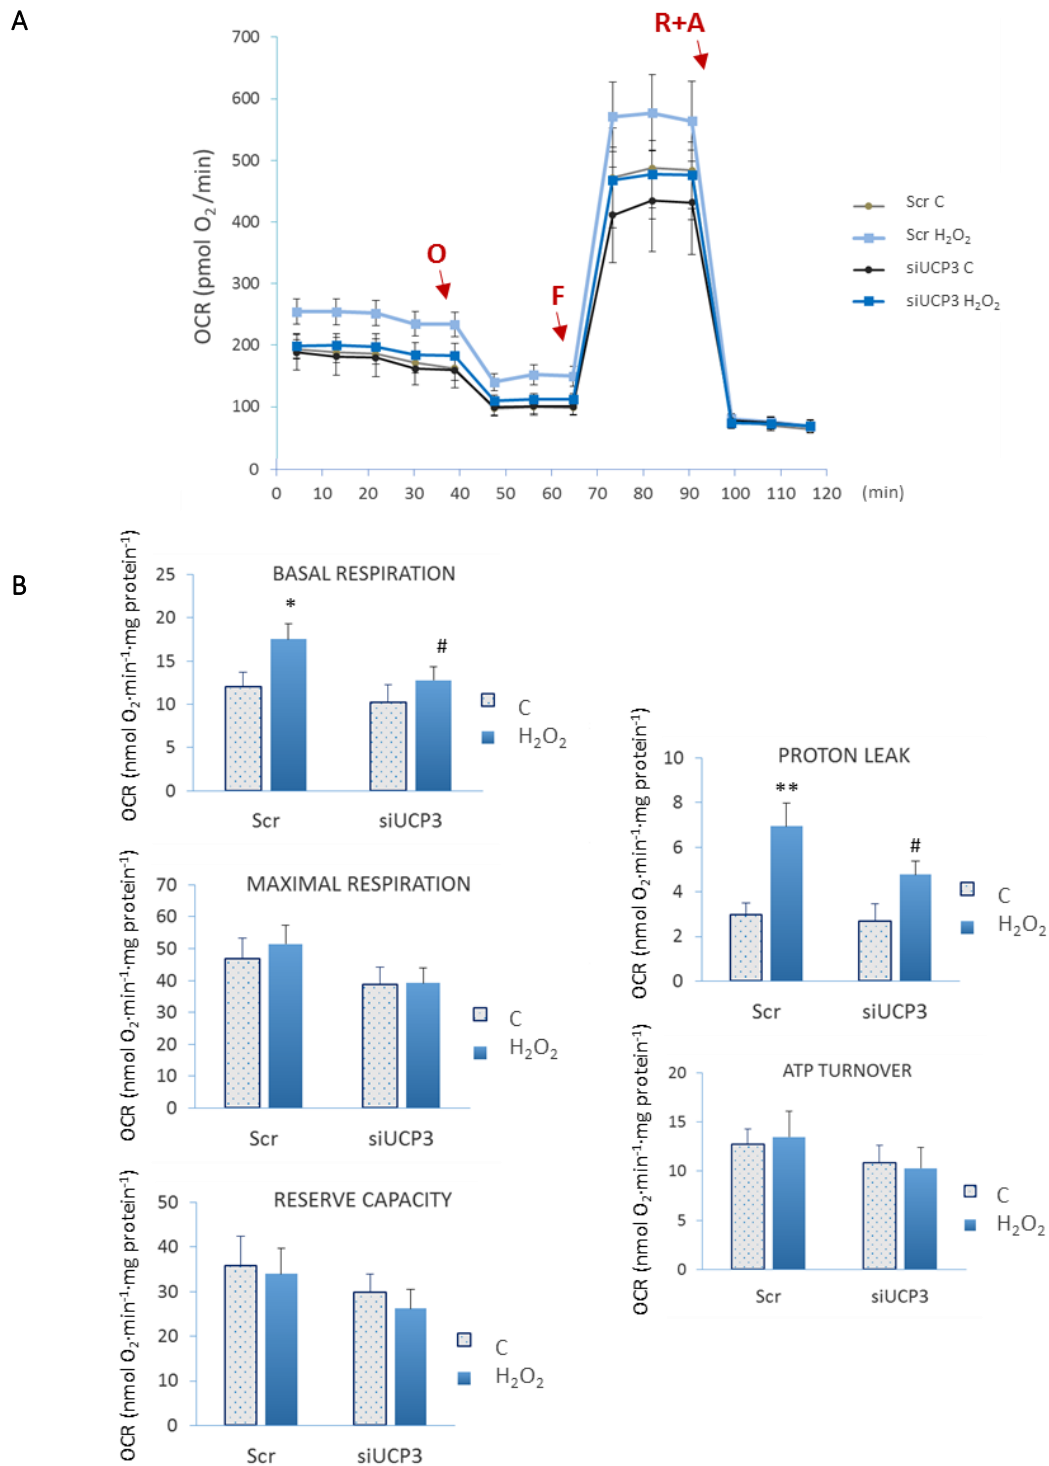 A
R+A
700
600
500
400
300
200
100
0
OCR (pmol O₂/min)
O
F
0 10 20 30 40 50 60 70 80 90 100 110 120 (min)
Scr C
Scr H₂O₂
siUCP3 C
siUCP3 H₂O₂
B
BASAL RESPIRATION
OCR (nmol O₂·min⁻¹·mg protein⁻¹)
25
20
15
10
5
0
*
#
C
H₂O₂
Scr siUCP3
MAXIMAL RESPIRATION
OCR (nmol O₂·min⁻¹·mg protein⁻¹)
70
60
50
40
30
20
10
0
C
H₂O₂
Scr siUCP3
RESERVE CAPACITY
OCR (nmol O₂·min⁻¹·mg protein⁻¹)
50
40
30
20
10
0
C
H₂O₂
Scr siUCP3
PROTON LEAK
OCR (nmol O₂·min⁻¹·mg protein⁻¹)
10
8
6
4
2
0
**
#
C
H₂O₂
Scr siUCP3
ATP TURNOVER
OCR (nmol O₂·min⁻¹·mg protein⁻¹)
20
15
10
5
0
C
H₂O₂
Scr siUCP3